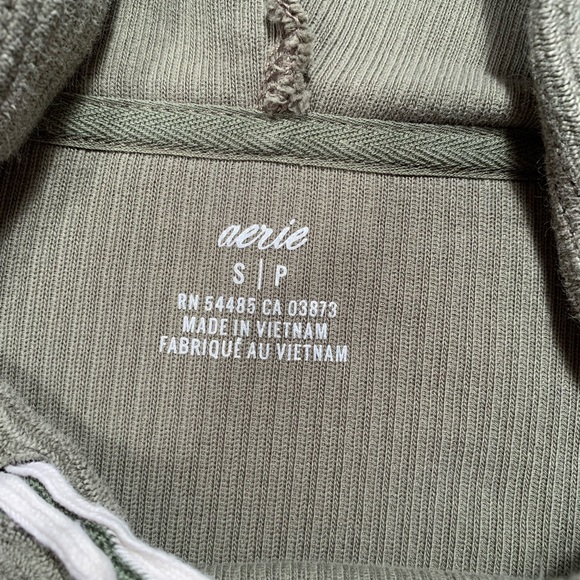 aerie
S | P
RN 54485 CA 03873
MADE IN VIETNAM
FABRIQUÉ AU VIETNAM